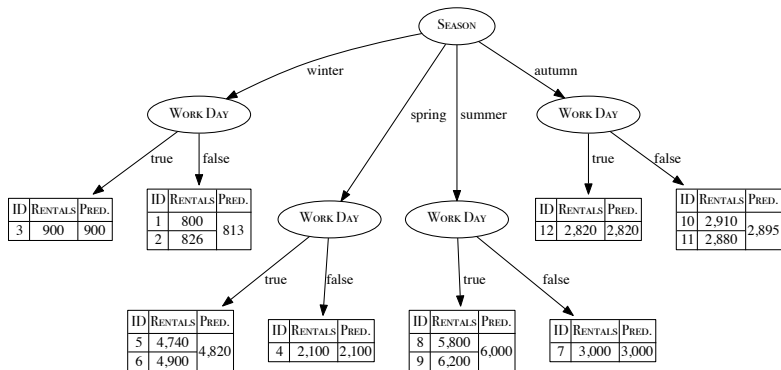 SEASON
winter
spring
summer
autumn
WORK DAY
WORK DAY
true
false
true
false
ID RENTALS PRED.
3 900 900
ID RENTALS PRED.
1 800
813
2 826
WORK DAY
WORK DAY
ID RENTALS PRED.
12 2,820 2,820
ID RENTALS PRED.
10 2,910
2,895
11 2,880
true
false
true
false
ID RENTALS PRED.
5 4,740
4,820
6 4,900
ID RENTALS PRED.
4 2,100 2,100
ID RENTALS PRED.
8 5,800
6,000
9 6,200
ID RENTALS PRED.
7 3,000 3,000